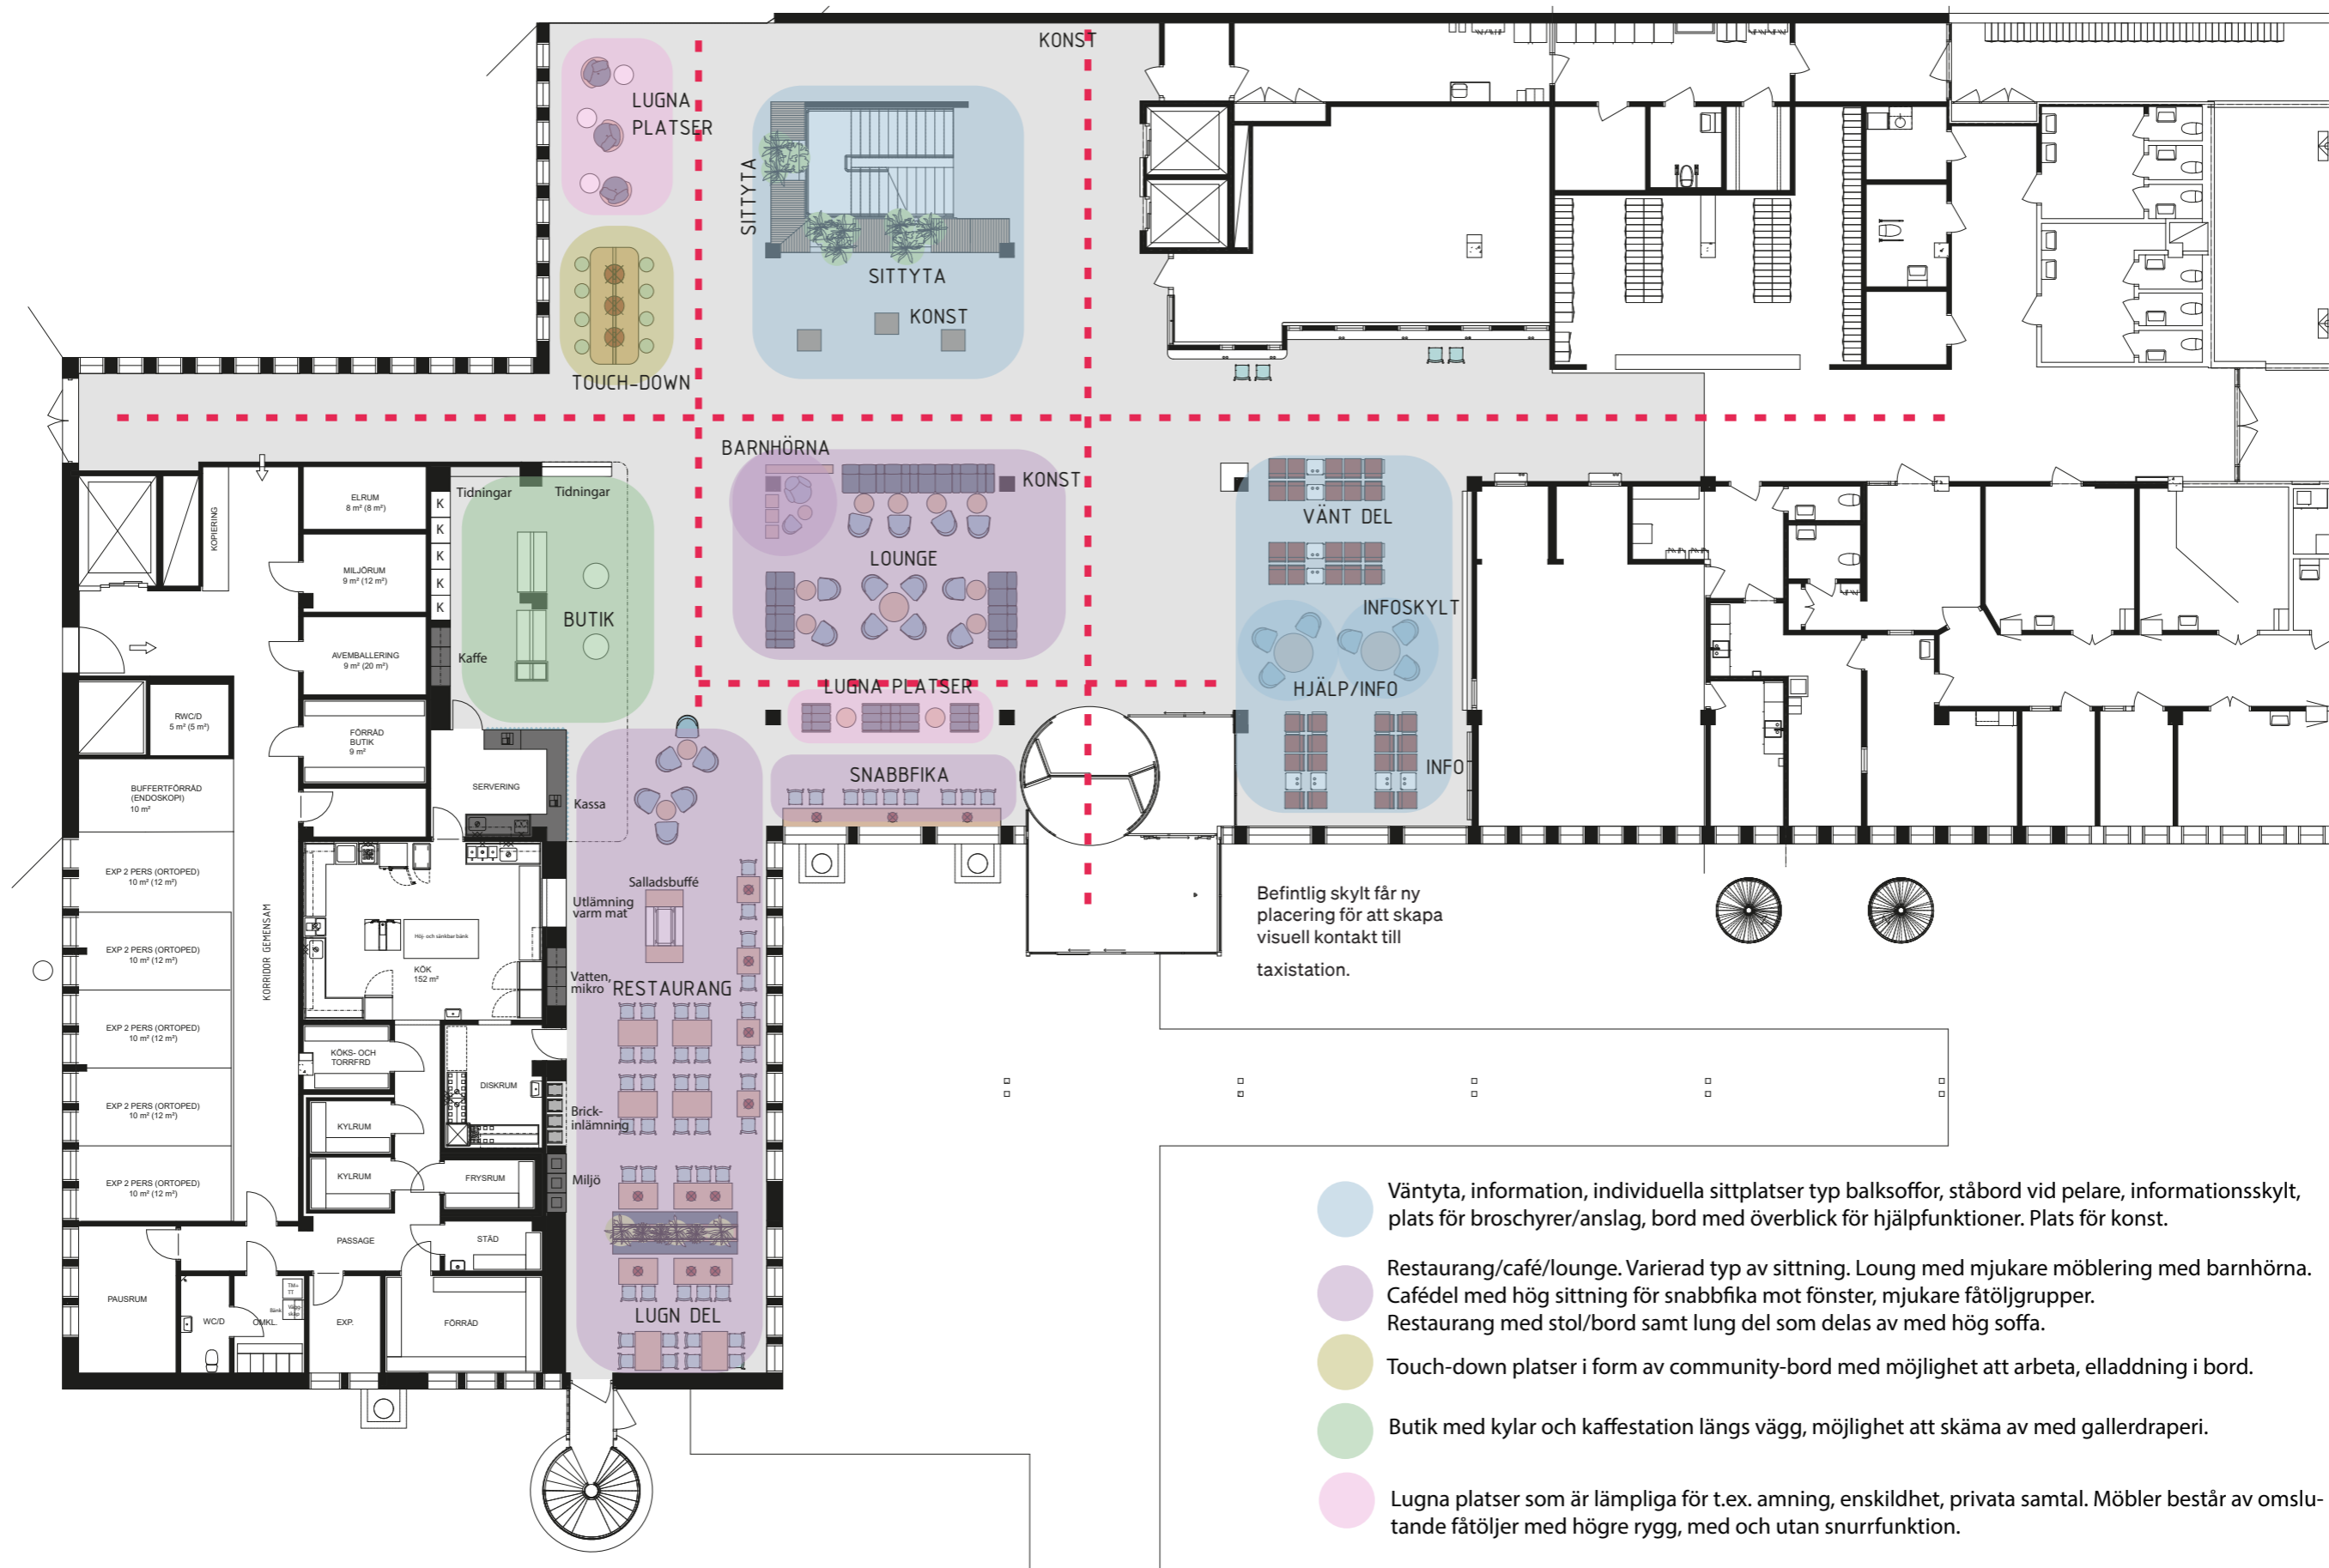 KONST
LUGNA
PLATSER
SITTYTA
SITTYTA
KONST
TOUCH-DOWN
BARNHÖRNA
KONST
Tidningar
Tidningar
ELRUM
8 m² (8 m²)
KOPIERING
K
K
K
K
K
VÄNT DEL
LOUNGE
MILJÖRUM
9 m² (12 m²)
BUTIK
INFOSKYLT
AVEMBALLERING
9 m² (20 m²)
Kaffe
LUGNA PLATSER
HJÄLP/INFO
RWC/D
5 m² (5 m²)
FÖRRÅD
BUTIK
9 m²
INFO
SNABBFIKA
BUFFERTFÖRRÅD
(ENDOSKOPI)
10 m²
SERVERING
Kassa
EXP 2 PERS (ORTOPED)
10 m² (12 m²)
Salladsbuffé
Utlämning
varm mat
Befintlig skylt får ny
placering för att skapa
visuell kontakt till
taxistation.
KORRIDOR GEMENSAM
Höj- och sänkbar bänk
EXP 2 PERS (ORTOPED)
10 m² (12 m²)
KÖK
152 m²
Vatten,
mikro
RESTAURANG
EXP 2 PERS (ORTOPED)
10 m² (12 m²)
KÖKS- OCH
TORRFRD
DISKRUM
EXP 2 PERS (ORTOPED)
10 m² (12 m²)
Brick-
inlämning
KYLRUM
KYLRUM
FRYSRUM
Miljö
EXP 2 PERS (ORTOPED)
10 m² (12 m²)
PASSAGE
STÄD
PAUSRUM
WC/D
TM+
TT
Bänk
Vägg-
skåp
OMKL.
EXP.
FÖRRÅD
LUGN DEL
Väntyta, information, individuella sittplatser typ balksoffor, ståbord vid pelare, informationsskylt,
plats för broschyrer/anslag, bord med överblick för hjälpfunktioner. Plats för konst.
Restaurang/café/lounge. Varierad typ av sittning. Loung med mjukare möblering med barnhörna.
Cafédel med hög sittning för snabbfika mot fönster, mjukare fåtöljgrupper.
Restaurang med stol/bord samt lung del som delas av med hög soffa.
Touch-down platser i form av community-bord med möjlighet att arbeta, elladdning i bord.
Butik med kylar och kaffestation längs vägg, möjlighet att skäma av med gallerdraperi.
Lugna platser som är lämpliga för t.ex. amning, enskildhet, privata samtal. Möbler består av omslu-
tande fåtöljer med högre rygg, med och utan snurrfunktion.